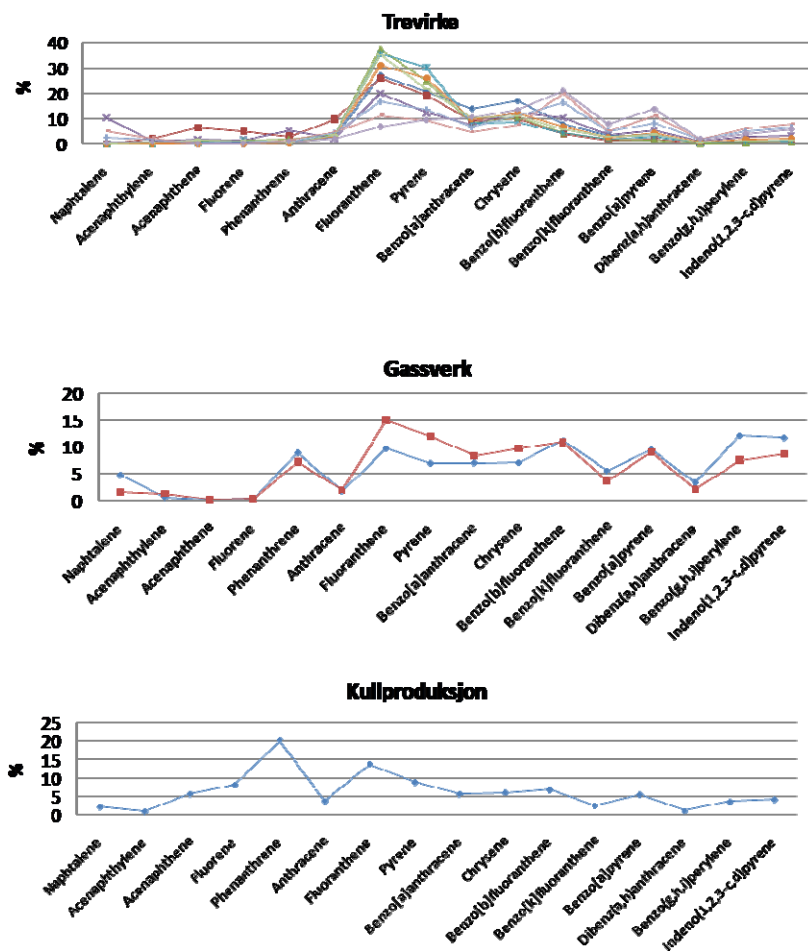 Trevirke
40
30
20
10
0
%
Naphtalene
Acenaphthylene
Acenaphthene
Fluorene
Phenanthrene
Anthracene
Fluoranthene
Pyrene
Benzo[a]anthracene
Chrysene
Benzo[b]fluoranthene
Benzo[k]fluoranthene
Benzo[a]pyrene
Dibenz(a,h]anthracene
Benzo(g,h,i)perylene
Indeno(1,2,3-c,d)pyrene
Gassverk
20
15
10
5
0
%
Naphtalene
Acenaphthylene
Acenaphthene
Fluorene
Phenanthrene
Anthracene
Fluoranthene
Pyrene
Benzo[a]anthracene
Chrysene
Benzo[b]fluoranthene
Benzo[k]fluoranthene
Benzo[a]pyrene
Dibenz(a,h]anthracene
Benzo(g,h,i)perylene
Indeno(1,2,3-c,d)pyrene
Kullproduksjon
25
20
15
10
5
0
%
Naphtalene
Acenaphthylene
Acenaphthene
Fluorene
Phenanthrene
Anthracene
Fluoranthene
Pyrene
Benzo[a]anthracene
Chrysene
Benzo[b]fluoranthene
Benzo[k]fluoranthene
Benzo[a]pyrene
Dibenz(a,h]anthracene
Benzo(g,h,i)perylene
Indeno(1,2,3-c,d]pyrene